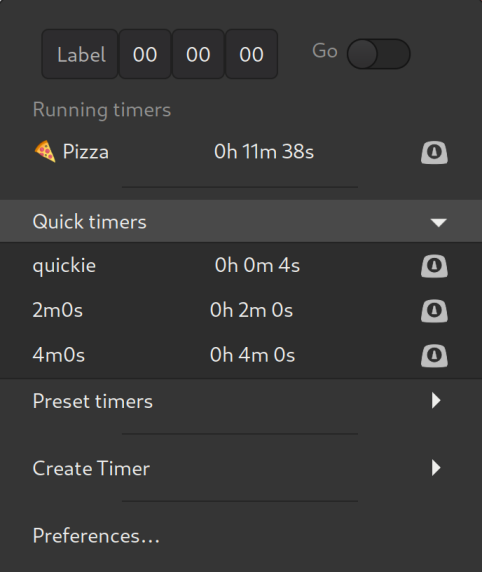 Label 00 00 00 Go
Running timers
🍕 Pizza 0h 11m 38s
Quick timers
quickie 0h 0m 4s
2m0s 0h 2m 0s
4m0s 0h 4m 0s
Preset timers
Create Timer
Preferences...